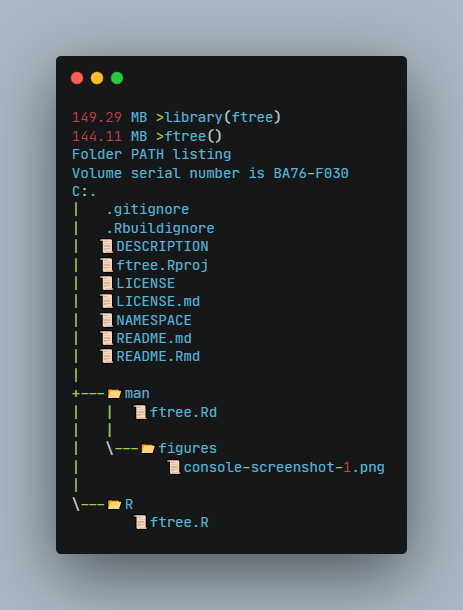 149.29 MB >library(ftree)
144.11 MB >ftree()
Folder PATH listing
Volume serial number is BA76-F030
C:.
|   .gitignore
|   .Rbuildignore
|   📜DESCRIPTION
|   📜ftree.Rproj
|   📜LICENSE
|   📜LICENSE.md
|   📜NAMESPACE
|   📜README.md
|   📜README.Rmd
|
+---📂man
|   |   📜ftree.Rd
|   |
|   \---📂figures
|           📜console-screenshot-1.png
|
\---📂R
        📜ftree.R